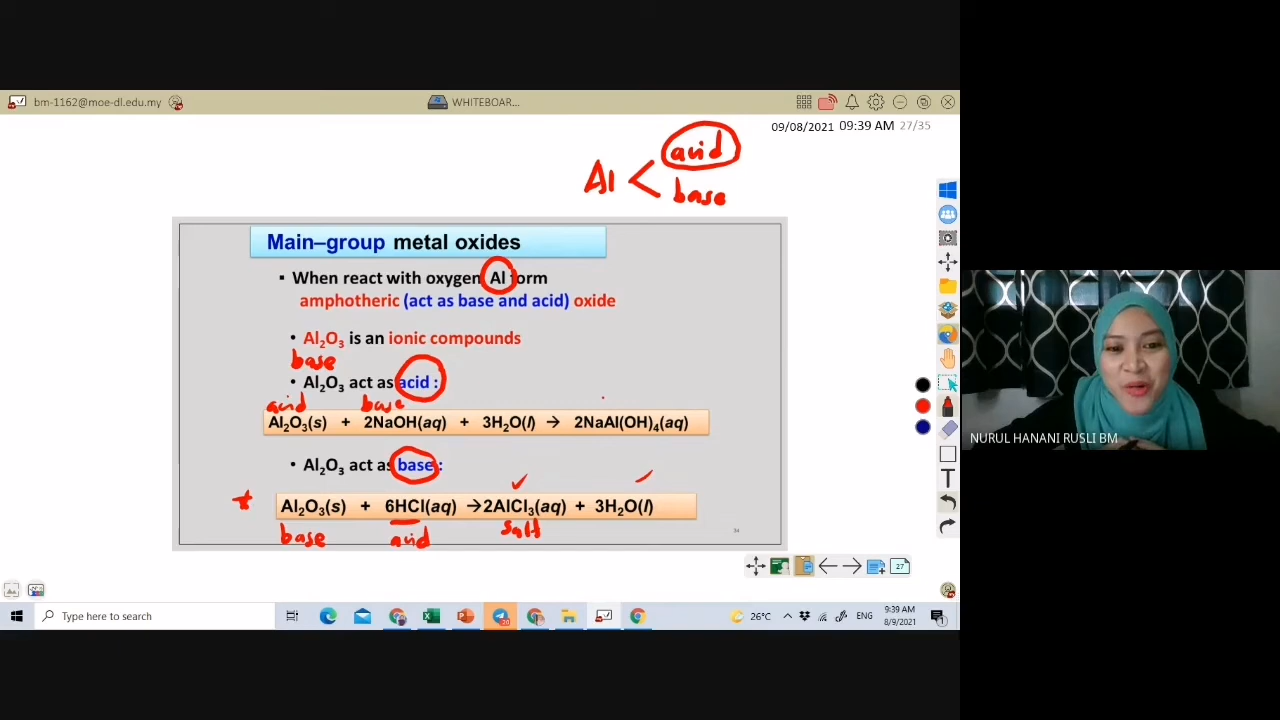 bm-1162@moe-dl.edu.my
WHITEBOAR...
09/08/2021 09:39 AM 27/35
Al < acid
base
Main–group metal oxides
▪ When react with oxygen Al form
amphotheric (act as base and acid) oxide
• Al₂O₃ is an ionic compounds
base
• Al₂O₃ act as acid :
acid base
Al₂O₃(s) + 2NaOH(aq) + 3H₂O(l) → 2NaAl(OH)₄(aq)
• Al₂O₃ act as base :
Al₂O₃(s) + 6HCl(aq) →2AlCl₃(aq) + 3H₂O(l)
base acid salt
NURUL HANANI RUSLI BM
T
27
Type here to search
26°C ENG
9:39 AM
8/9/2021